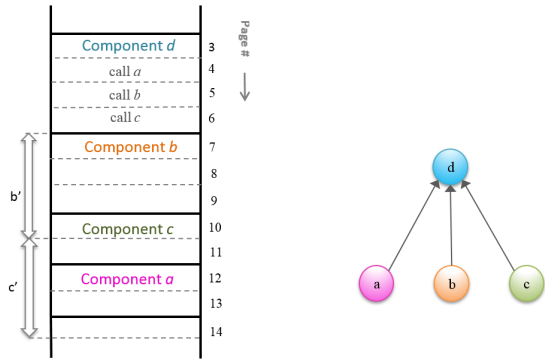 Page #
Component d
3
call a
4
call b
5
call c
6
Component b
7
8
b’
9
Component c
10
11
c’
Component a
12
13
14
d
a
b
c